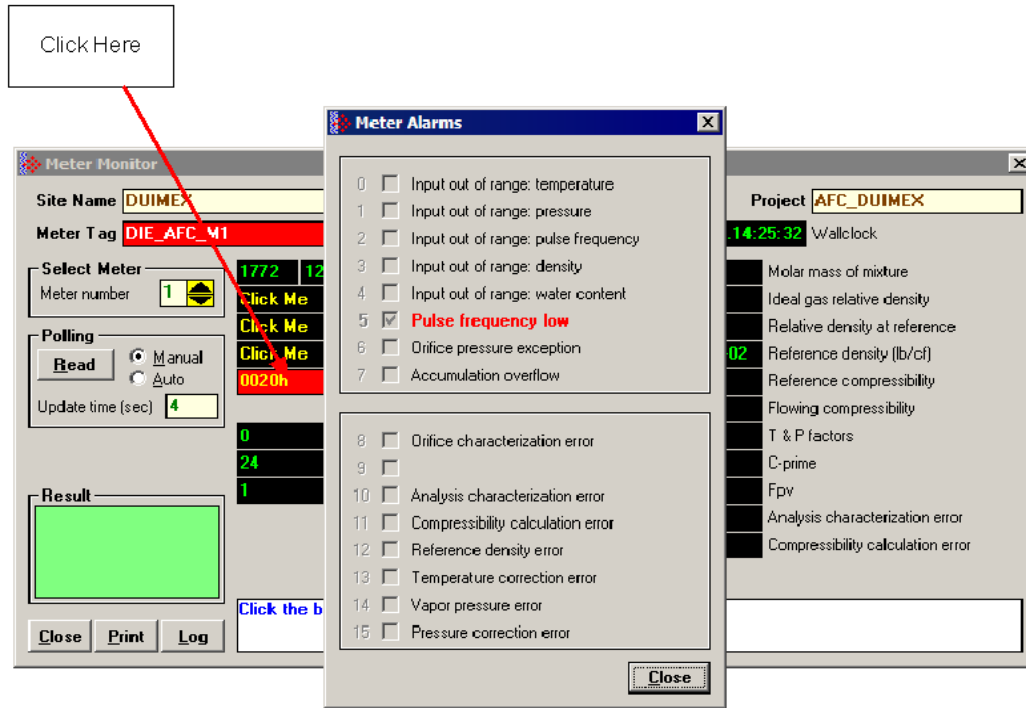 Click Here
Meter Monitor
Site Name DUIMEX
Meter Tag DIE_AFC_M1
Select Meter
Meter number 1
Polling
Read
Manual
Auto
Update time (sec) 4
Result
Close Print Log
1772 12
Click Me
Click Me
Click Me
0020h
0
24
1
Click the b
Meter Alarms
0 Input out of range: temperature
1 Input out of range: pressure
2 Input out of range: pulse frequency
3 Input out of range: density
4 Input out of range: water content
5 Pulse frequency low
6 Orifice pressure exception
7 Accumulation overflow
8 Orifice characterization error
9
10 Analysis characterization error
11 Compressibility calculation error
12 Reference density error
13 Temperature correction error
14 Vapor pressure error
15 Pressure correction error
Close
Project AFC_DUIMEX
.14:25:32 Wallclock
Molar mass of mixture
Ideal gas relative density
Relative density at reference
-02 Reference density (lb/cf)
Reference compressibility
Flowing compressibility
T & P factors
C-prime
Fpv
Analysis characterization error
Compressibility calculation error